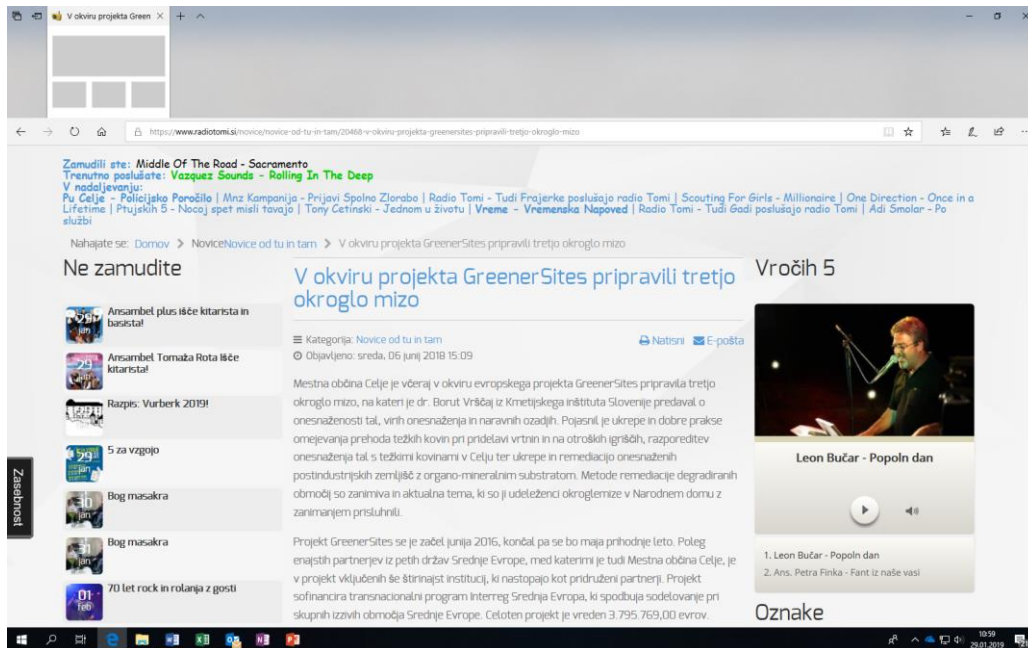 V okviru projekta Green
https://www.radiotomi.si/novice/novice-od-tu-in-tam/20468-v-okviru-projekta-greenersites-pripravili-tretjo-okroglo-mizo
Zamudili ste: Middle Of The Road - Sacramento
Trenutno poslušate: Vazquez Sounds - Rolling In The Deep
V nadaljevanju:
Pu Celje - Policijsko Poročilo | Mnz Kampanija - Prijavi Spolno Zlorabo | Radio Tomi - Tudi Frajerke poslušajo radio Tomi | Scouting For Girls - Millionaire | One Direction - Once in a
Lifetime | Ptujskih 5 - Nocoj spet misli tavajo | Tony Cetinski - Jednom u životu | Vreme - Vremenska Napoved | Radio Tomi - Tudi Gadi poslušajo radio Tomi | Adi Smolar - Po
službi
Nahajate se: Domov > NoviceNovice od tu in tam > V okviru projekta GreenerSites pripravili tretjo okroglo mizo
Ne zamudite
29
jan
Ansambel plus išče kitarista in
basista!
29
jan
Ansambel Tomaža Rota išče
kitarista!
Razpis: Vurberk 2019!
29
jan
5 za vzgojo
30
jan
Bog masakra
31
jan
Bog masakra
01
feb
70 let rock in rolanja z gosti
Zasebnost
V okviru projekta GreenerSites pripravili tretjo
okroglo mizo
Kategorija: Novice od tu in tam
Natisni E-pošta
Objavljeno: sreda, 06 junij 2018 15:09
Mestna občina Celje je včeraj v okviru evropskega projekta GreenerSites pripravila tretjo
okroglo mizo, na kateri je dr. Borut Vrščaj iz Kmetijskega inštituta Slovenije predaval o
onesnaženosti tal, virih onesnaženja in naravnih ozadjih. Pojasnil je ukrepe in dobre prakse
omejevanja prehoda težkih kovin pri pridelavi vrtnin in na otroških igriščih, razporeditev
onesnaženja tal s težkimi kovinami v Celju ter ukrepe in remediacijo onesnaženih
postindustrijskih zemljišč z organo-mineralnim substratom. Metode remediacije degradiranih
območij so zanimiva in aktualna tema, ki so ji udeleženci okroglemize v Narodnem domu z
zanimanjem prisluhnili.
Projekt GreenerSites se je začel junija 2016, končal pa se bo maja prihodnje leto. Poleg
enajstih partnerjev iz petih držav Srednje Evrope, med katerimi je tudi Mestna občina Celje, je
v projekt vključenih še štirinajst institucij, ki nastopajo kot pridruženi partnerji. Projekt
sofinancira transnacionalni program Interreg Srednja Evropa, ki spodbuja sodelovanje pri
skupnih izzivih območja Srednje Evrope. Celoten projekt je vreden 3.795.769,00 evrov.
Vročih 5
Leon Bučar - Popoln dan
1. Leon Bučar - Popoln dan
2. Ans. Petra Finka - Fant iz naše vasi
Oznake
10:59
29.01.2019